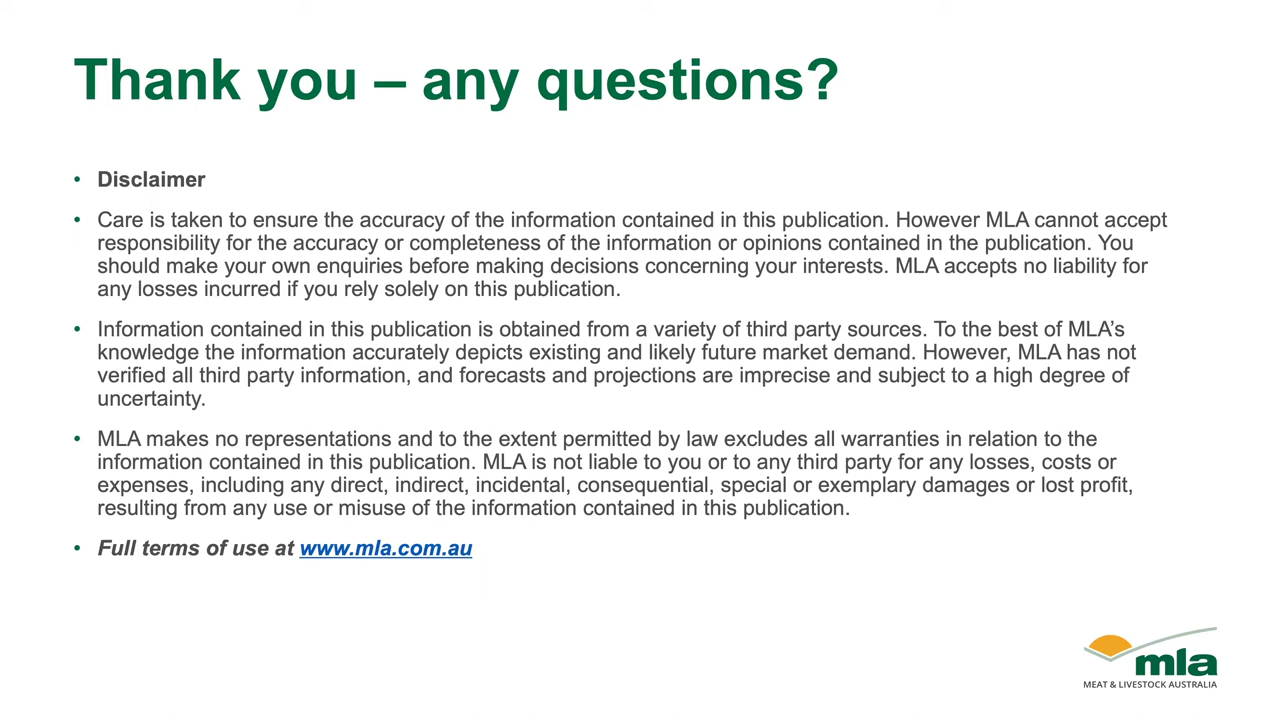 Thank you – any questions?
• Disclaimer
• Care is taken to ensure the accuracy of the information contained in this publication. However MLA cannot accept
responsibility for the accuracy or completeness of the information or opinions contained in the publication. You
should make your own enquiries before making decisions concerning your interests. MLA accepts no liability for
any losses incurred if you rely solely on this publication.
• Information contained in this publication is obtained from a variety of third party sources. To the best of MLA’s
knowledge the information accurately depicts existing and likely future market demand. However, MLA has not
verified all third party information, and forecasts and projections are imprecise and subject to a high degree of
uncertainty.
• MLA makes no representations and to the extent permitted by law excludes all warranties in relation to the
information contained in this publication. MLA is not liable to you or to any third party for any losses, costs or
expenses, including any direct, indirect, incidental, consequential, special or exemplary damages or lost profit,
resulting from any use or misuse of the information contained in this publication.
• Full terms of use at www.mla.com.au
mla
MEAT & LIVESTOCK AUSTRALIA